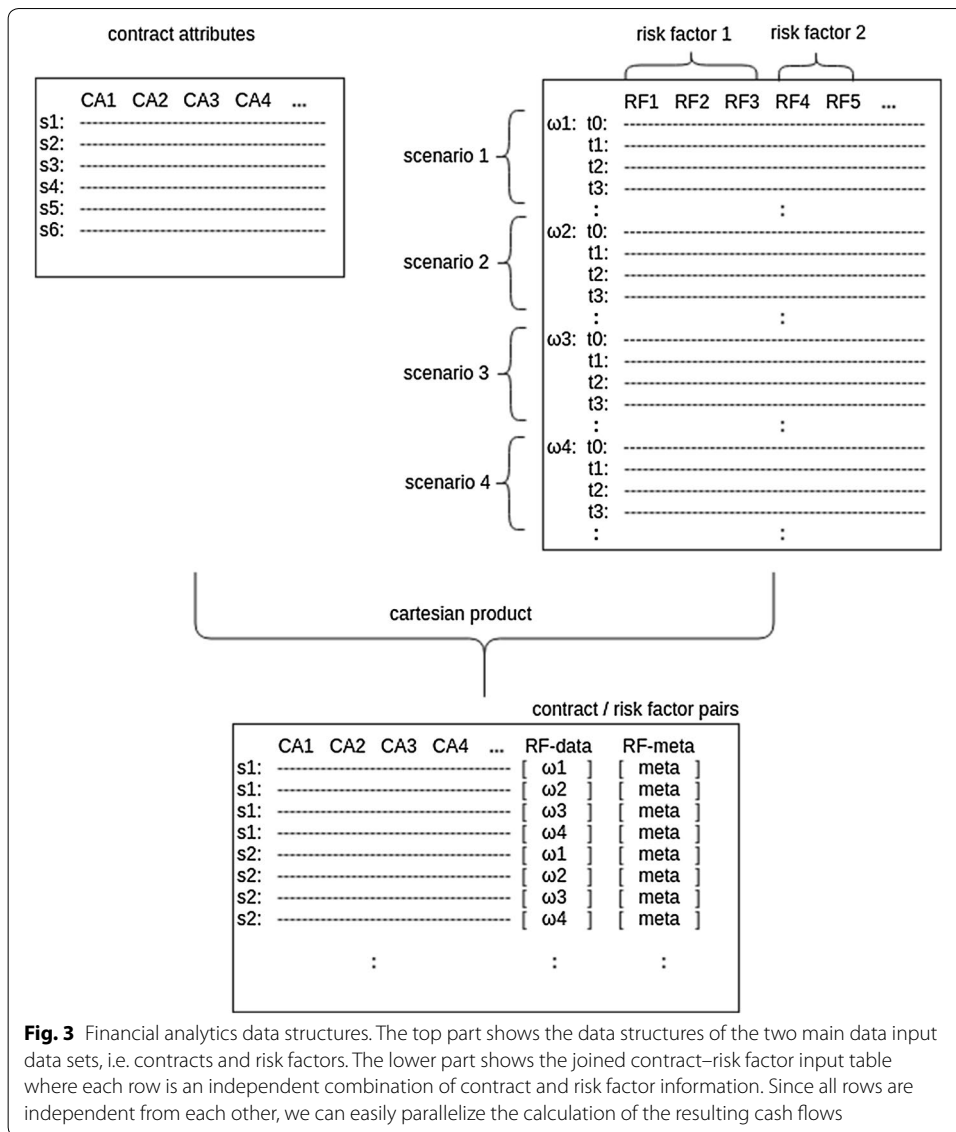 contract attributes
CA1 CA2 CA3 CA4 ...
s1:
s2:
s3:
s4:
s5:
s6:
risk factor 1 risk factor 2
RF1 RF2 RF3 RF4 RF5 ...
scenario 1
ω1: t0:
t1:
t2:
t3:
: :
scenario 2
ω2: t0:
t1:
t2:
t3:
: :
scenario 3
ω3: t0:
t1:
t2:
t3:
: :
scenario 4
ω4: t0:
t1:
t2:
t3:
: :
cartesian product
contract / risk factor pairs
CA1 CA2 CA3 CA4 ... RF-data RF-meta
s1: [ ω1 ] [ meta ]
s1: [ ω2 ] [ meta ]
s1: [ ω3 ] [ meta ]
s1: [ ω4 ] [ meta ]
s2: [ ω1 ] [ meta ]
s2: [ ω2 ] [ meta ]
s2: [ ω3 ] [ meta ]
s2: [ ω4 ] [ meta ]
: : :
Fig. 3 Financial analytics data structures. The top part shows the data structures of the two main data input
data sets, i.e. contracts and risk factors. The lower part shows the joined contract–risk factor input table
where each row is an independent combination of contract and risk factor information. Since all rows are
independent from each other, we can easily parallelize the calculation of the resulting cash flows